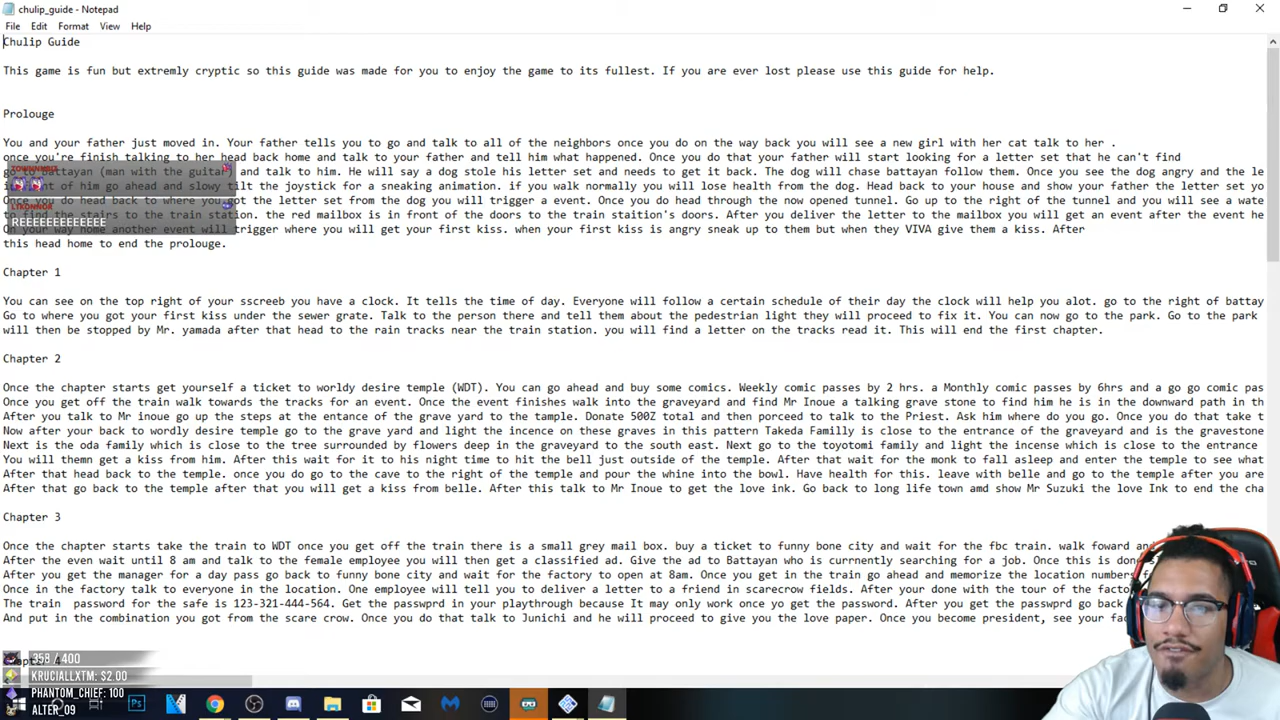 chulip_guide - Notepad
File Edit Format View Help
Chulip Guide
This game is fun but extremly cryptic so this guide was made for you to enjoy the game to its fullest. If you are ever lost please use this guide for help.
Prolouge
You and your father just moved in. Your father tells you to go and talk to all of the neighbors once you do on the way back you will see a new girl with her cat talk to her .
once you're finish talking to her head back home and talk to your father and tell him what happened. Once you do so your father will start looking for a letter set that he can't find
go to battayan (man with the guitar) and talk to him. He will say a dog stole his letter set and needs to get it back. The dog will chase battayan follow them. Once you see the dog angry and the le
in front of him go ahead and slowy tilt the joystick for a sneaking animation. if you walk normally you will lose health from the dog. Head back to your house and show your father the letter set yo
Once you do head back to where you got the letter set from the dog you will trigger a event. Once you do head through the now opened tunnel. Go up to the right of the tunnel and you will see a wate
to find the stairs to the train station. the red mailbox is in front of the doors to the train staition's doors. After you deliver the letter to the mailbox you will get an event after the event he
On your way home another event will trigger where you will get your first kiss. when your first kiss is angry sneak up to them but when they VIVA give them a kiss. After
this head home to end the prolouge.
LTKONNOR
REEEEEEEEEEEE
Chapter 1
You can see on the top right of your sscreeb you have a clock. It tells the time of day. Everyone will follow a certain schedule of their day the clock will help you alot. go to the right of battay
Go to where you got your first kiss under the sewer grate. Talk to the person there and tell them about the pedestrian light they will proceed to fix it. You can now go to the park. Go to the park
will then be stopped by Mr. yamada after that head to the rain tracks near the train station. you will find a letter on the tracks read it. This will end the first chapter.
Chapter 2
Once the chapter starts get yourself a ticket to worldy desire temple (WDT). You can go ahead and buy some comics. Weekly comic passes by 2 hrs. a Monthly comic passes by 6hrs and a go go comic pas
Once you get off the train walk towards the tracks for an event. Once the event finishes walk into the graveyard and find Mr Inoue a talking grave stone to find him he is in the downward path in th
After you talk to Mr inoue go up the steps at the entance of the grave yard to the tample. Donate 500Z total and then porceed to talk to the Priest. Ask him where do you go. Once you do that take t
Now after your back to wordly desire temple go to the grave yard and light the incence on these graves in this pattern Takeda Familly is close to the entrance of the graveyard and is the gravestone
Next is the oda family which is close to the tree surrounded by flowers deep in the graveyard to the south east. Next go to the toyotomi family and light the incense which is close to the entrance
You will themn get a kiss from him. After this wait for it to his night time to hit the bell just outside of the temple. After that wait for the monk to fall asleep and enter the temple to see what
After that head back to the temple. once you do go to the cave to the right of the temple and pour the whine into the bowl. Have health for this. leave with belle and go to the temple after you are
After that go back to the temple after that you will get a kiss from belle. After this talk to Mr Inoue to get the love ink. Go back to long life town amd show Mr Suzuki the love Ink to end the cha
Chapter 3
Once the chapter starts take the train to WDT once you get off the train there is a small grey mail box. buy a ticket to funny bone city and wait for the fbc train. walk foward an
After the even wait until 8 am and talk to the female employee you will then get a classified ad. Give the ad to Battayan who is currnently searching for a job. Once this is don
After you get the manager for a day pass go back to funny bone city and wait for the factory to open at 8am. Once you get in the train go ahead and memorize the location numbers f
Once in the factory talk to everyone in the location. One employee will tell you to deliver a letter to a friend in scarecrow fields. After your done with the tour of the facto
The train password for the safe is 123-321-444-564. Get the passwprd in your playthrough because It may only work once yo get the password. After you get the passwprd go back
And put in the combination you got from the scare crow. Once you do that talk to Junichi and he will proceed to give you the love paper. Once you become president, see your fa
358 / 400
KRUCIALLXTM: $2.00
PHANTOM_CHIEF: 100
ALTER_09